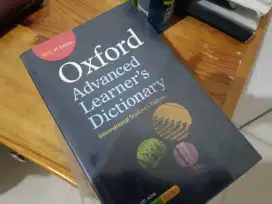 Oxford
Advanced
Learner's
Dictionary
International Student's Edition